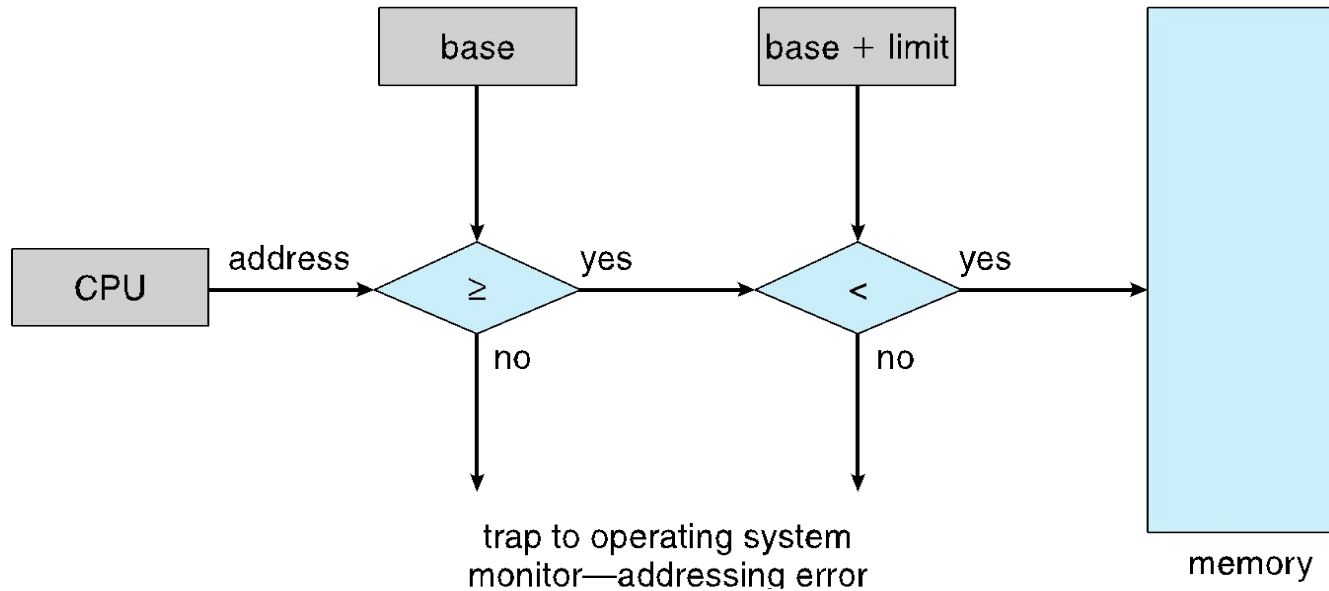 base
base + limit
CPU
address
≥
yes
<
yes
no
no
trap to operating system
monitor—addressing error
memory